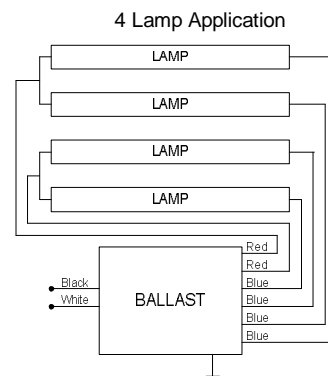 4 Lamp Application
LAMP
LAMP
LAMP
LAMP
Red
Red
Black
Blue
White
BALLAST
Blue
Blue
Blue